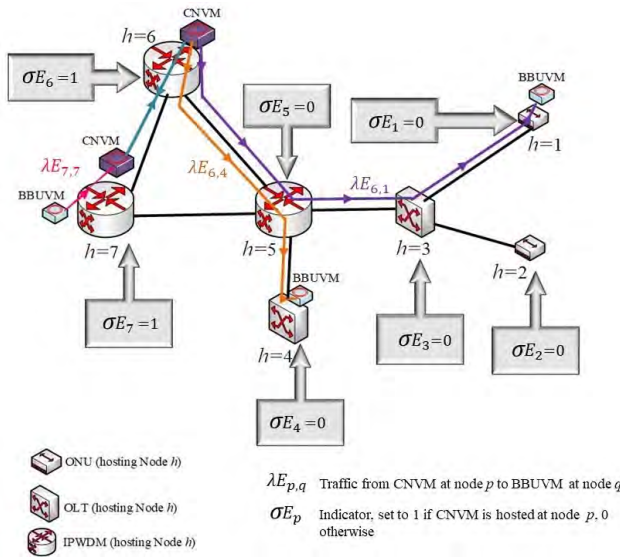 CNVM
h=6
σE6 =1
σE5 =0
BBUVM
σE1 =0
h=1
CNVM
λE7,7
λE6,4
λE6,1
BBUVM
h=7
h=5
h=3
h=2
BBUVM
σE7 =1
h=4
σE3 =0
σE2 =0
σE4 =0
ONU (hosting Node h)
OLT (hosting Node h)
IPWDM (hosting Node h)
λEp,q Traffic from CNVM at node p to BBUVM at node q
σEp Indicator, set to 1 if CNVM is hosted at node p, 0
otherwise